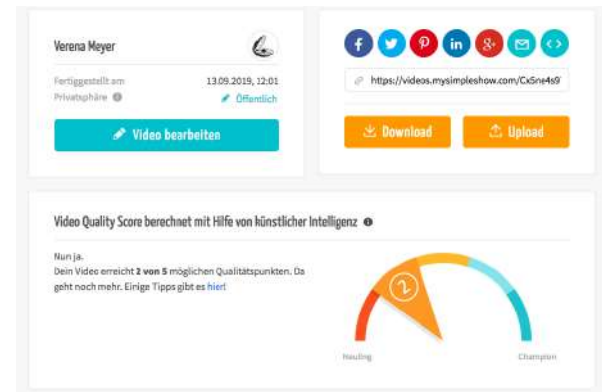 Verena Meyer
Fertiggestellt am 13.09.2019, 12:01
Privatsphäre Öffentlich
Video bearbeiten
https://videos.mysimpleshow.com/CxSne4s9
Download Upload
Video Quality Score berechnet mit Hilfe von künstlicher Intelligenz
Nun ja.
Dein Video erreicht 2 von 5 möglichen Qualitätspunkten. Da
geht noch mehr. Einige Tipps gibt es hier!
2
Neuling Champion